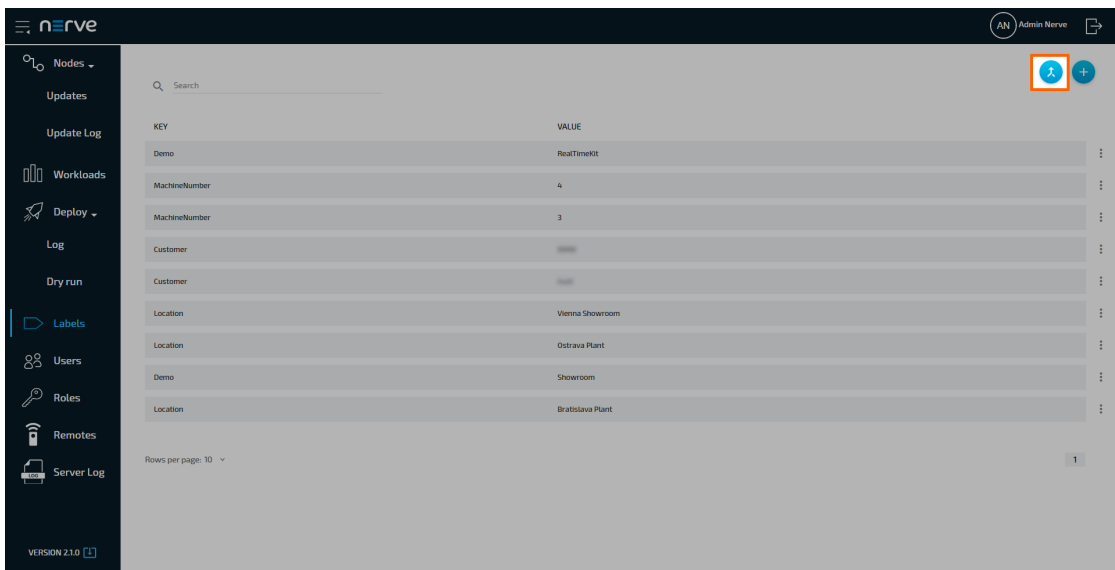 nerve
AN Admin Nerve
Nodes
Updates
Update Log
Workloads
Deploy
Log
Dry run
Labels
Users
Roles
Remotes
LOG Server Log
VERSION 2.1.0
Search
KEY VALUE
Demo RealTimeKit
MachineNumber 4
MachineNumber 3
Customer
Customer
Location Vienna Showroom
Location Ostrava Plant
Demo Showroom
Location Bratislava Plant
Rows per page: 10 1